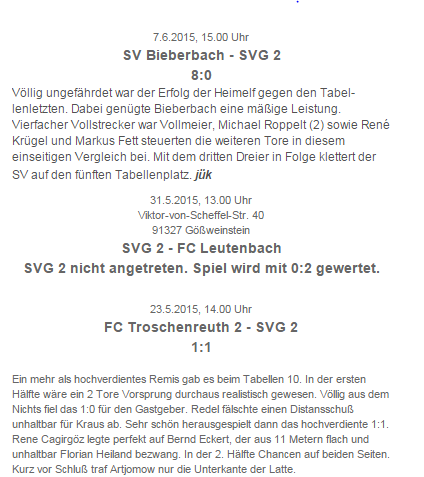 7.6.2015, 15.00 Uhr
SV Bieberbach - SVG 2
8:0
Völlig ungefährdet war der Erfolg der Heimelf gegen den Tabel-
lenletzten. Dabei genügte Bieberbach eine mäßige Leistung.
Vierfacher Vollstrecker war Vollmeier, Michael Roppelt (2) sowie René
Krügel und Markus Fett steuerten die weiteren Tore in diesem
einseitigen Vergleich bei. Mit dem dritten Dreier in Folge klettert der
SV auf den fünften Tabellenplatz. jük
31.5.2015, 13.00 Uhr
Viktor-von-Scheffel-Str. 40
91327 Gößweinstein
SVG 2 - FC Leutenbach
SVG 2 nicht angetreten. Spiel wird mit 0:2 gewertet.
23.5.2015, 14.00 Uhr
FC Troschenreuth 2 - SVG 2
1:1
Ein mehr als hochverdientes Remis gab es beim Tabellen 10. In der ersten
Hälfte wäre ein 2 Tore Vorsprung durchaus realistisch gewesen. Völlig aus dem
Nichts fiel das 1:0 für den Gastgeber. Redel fälschte einen Distansschuß
unhaltbar für Kraus ab. Sehr schön herausgespielt dann das hochverdiente 1:1.
Rene Cagirgöz legte perfekt auf Bernd Eckert, der aus 11 Metern flach und
unhaltbar Florian Heiland bezwang. In der 2. Hälfte Chancen auf beiden Seiten.
Kurz vor Schluß traf Artjomow nur die Unterkante der Latte.